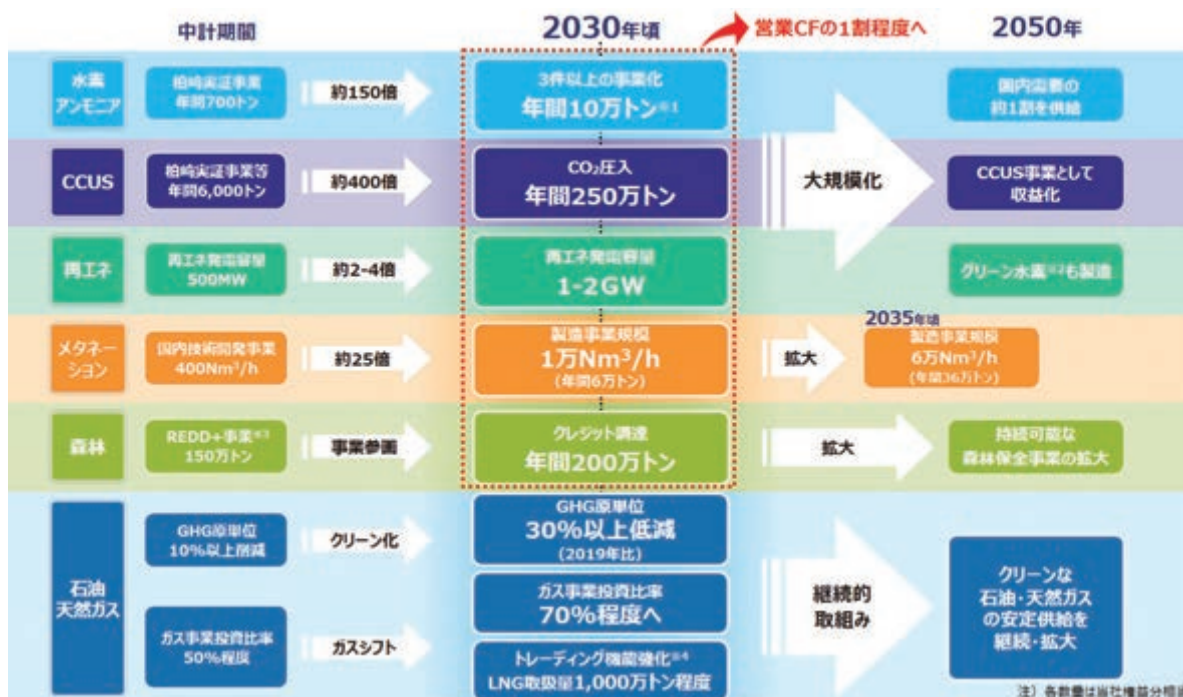 中計期間
2030年頃
営業CFの1割程度へ
2050年
水素
アンモニア
柏崎実証事業
年間700トン
約150倍
3件以上の事業化
年間10万トン※1
国内需要の
約1割を供給
CCUS
柏崎実証事業等
年間6,000トン
約400倍
CO₂圧入
年間250万トン
大規模化
CCUS事業として
収益化
再エネ
再エネ発電容量
500MW
約2-4倍
再エネ発電容量
1-2GW
グリーン水素※2も製造
メタネー
ション
国内技術開発事業
400Nm³/h
約25倍
製造事業規模
1万Nm³/h
(年間6万トン)
拡大
2035年頃
製造事業規模
6万Nm³/h
(年間36万トン)
森林
REDD+事業※3
150万トン
事業参画
クレジット調達
年間200万トン
拡大
持続可能な
森林保全事業の拡大
石油
天然ガス
GHG原単位
10%以上削減
クリーン化
GHG原単位
30%以上低減
(2019年比)
ガス事業投資比率
50%程度
ガスシフト
ガス事業投資比率
70%程度へ
トレーディング機能強化※4
LNG取扱量1,000万トン程度
継続的
取組み
クリーンな
石油・天然ガス
の安定供給を
継続・拡大
注）各数量は当社権益分相当